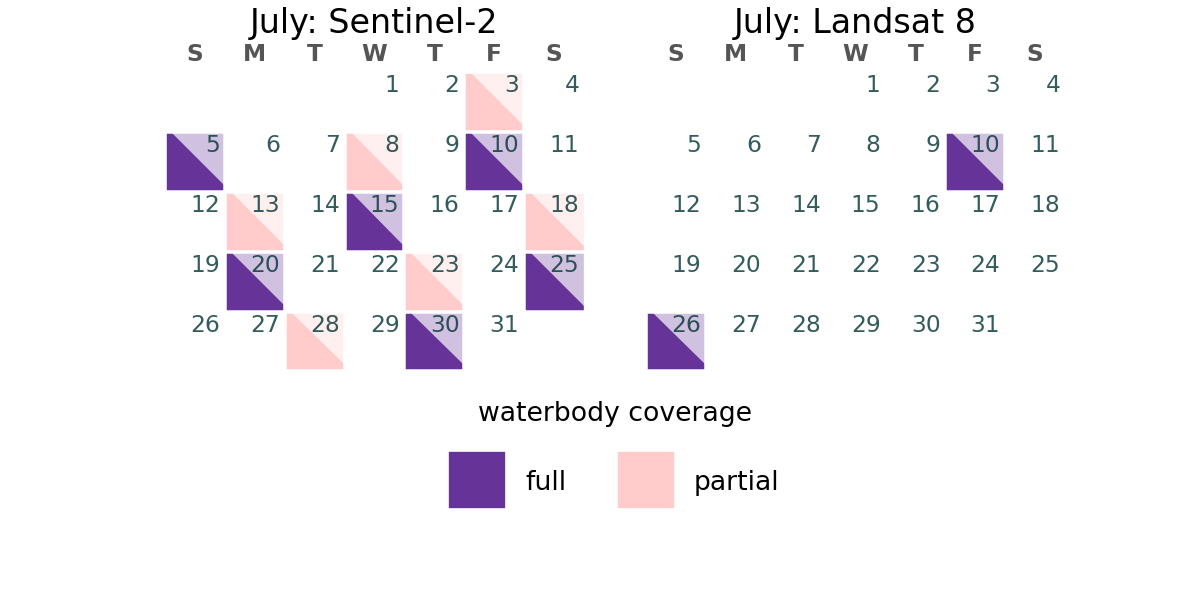 July: Sentinel-2
S M T W T F S
1 2 3 4
5 6 7 8 9 10 11
12 13 14 15 16 17 18
19 20 21 22 23 24 25
26 27 28 29 30 31
July: Landsat 8
S M T W T F S
1 2 3 4
5 6 7 8 9 10 11
12 13 14 15 16 17 18
19 20 21 22 23 24 25
26 27 28 29 30 31
waterbody coverage
full
partial